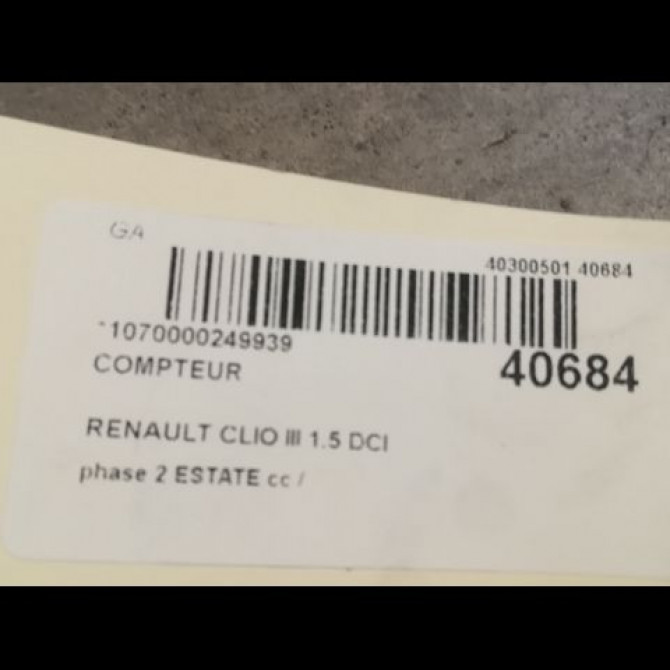 GA
40300501 40684
1070000249939
40684
COMPTEUR
RENAULT CLIO III 1.5 DCI
phase 2 ESTATE cc /